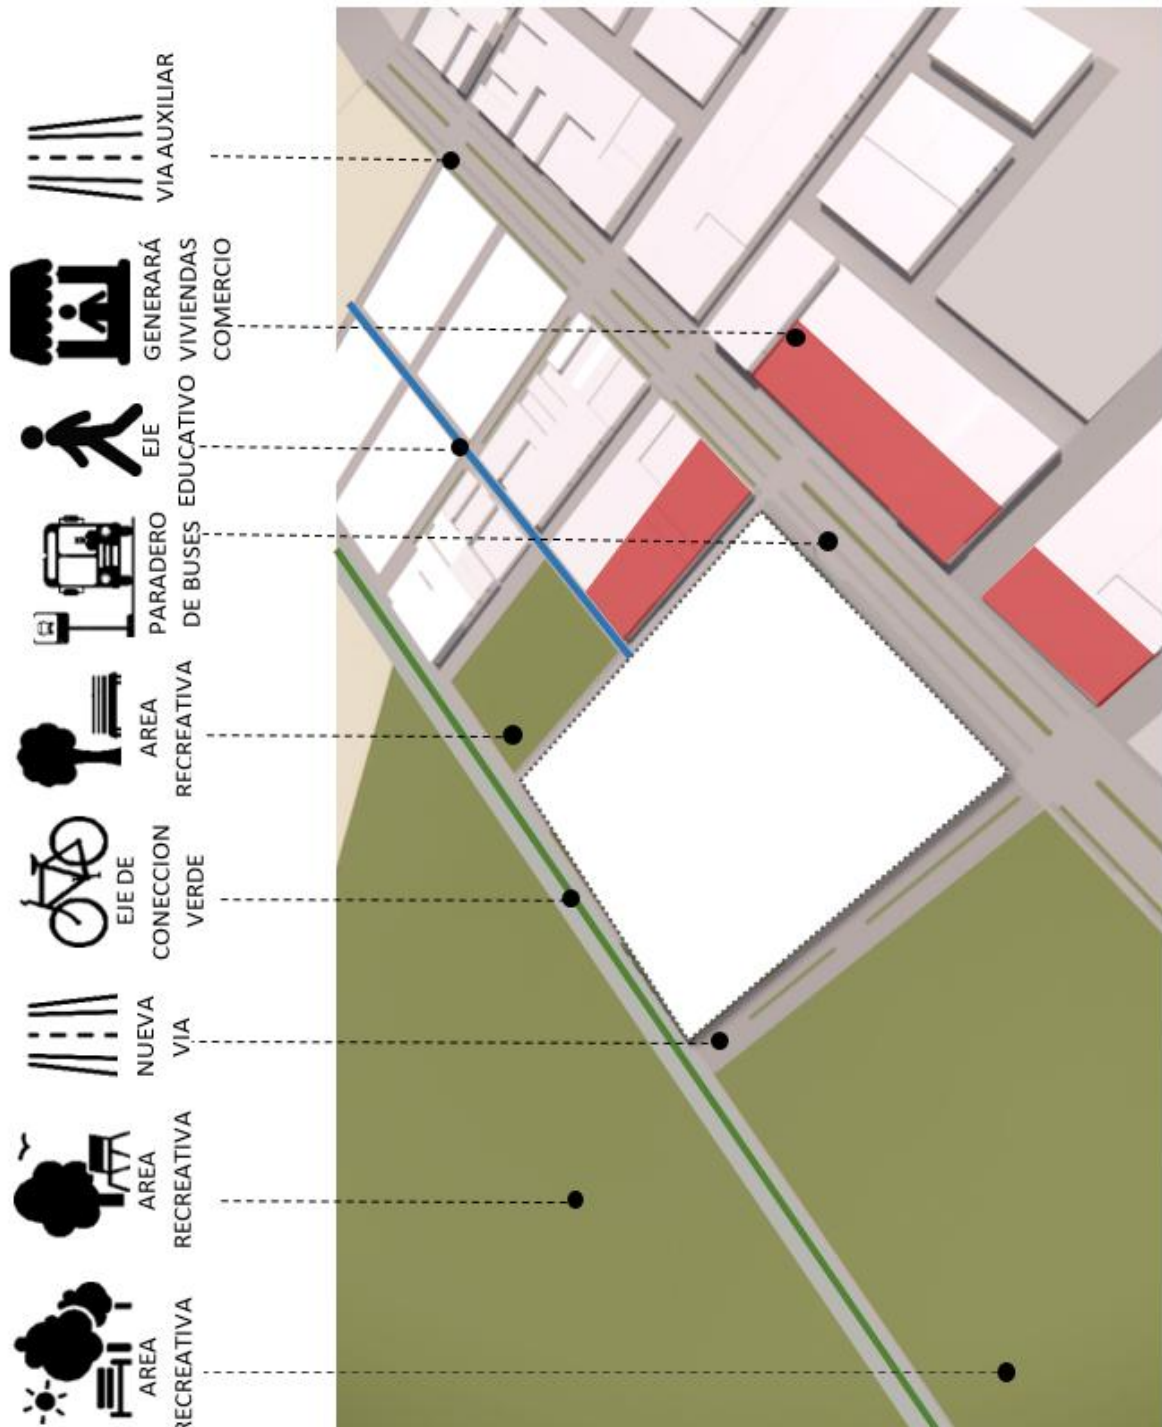 AREA
RECREATIVA
AREA
RECREATIVA
NUEVA
VIA
EJE DE
CONECCION
VERDE
AREA
RECREATIVA
PARADERO
DE BUSES
EJE
EDUCATIVO
GENERARÁ
VIVIENDAS
COMERCIO
VIA AUXILIAR